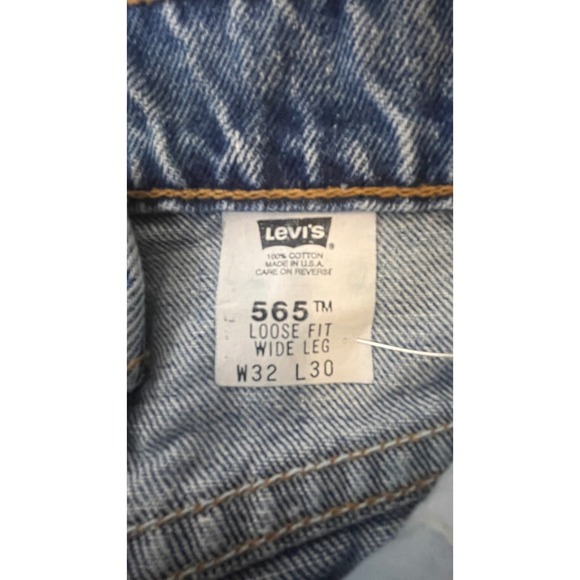 LEVI'S ®
100% COTTON
MADE IN U.S.A.
CARE ON REVERSE
565™
LOOSE FIT
WIDE LEG
W32 L30